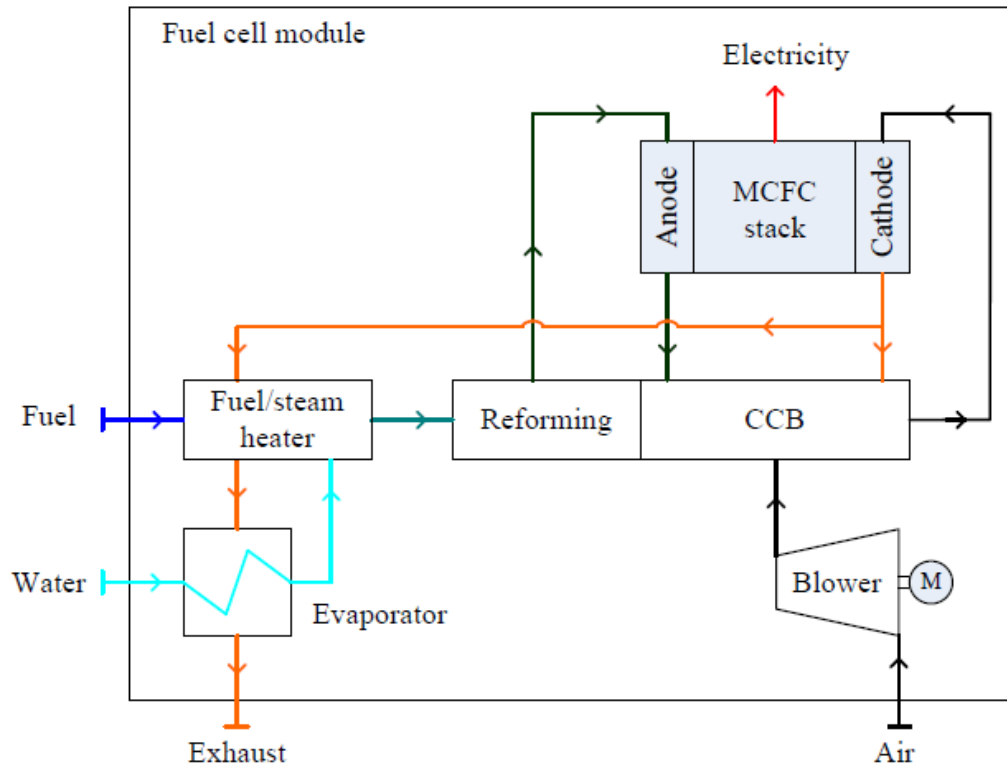 Fuel cell module
Electricity
Anode
MCFC
stack
Cathode
Fuel
Fuel/steam
heater
Reforming
CCB
Water
Evaporator
Blower
M
Exhaust
Air